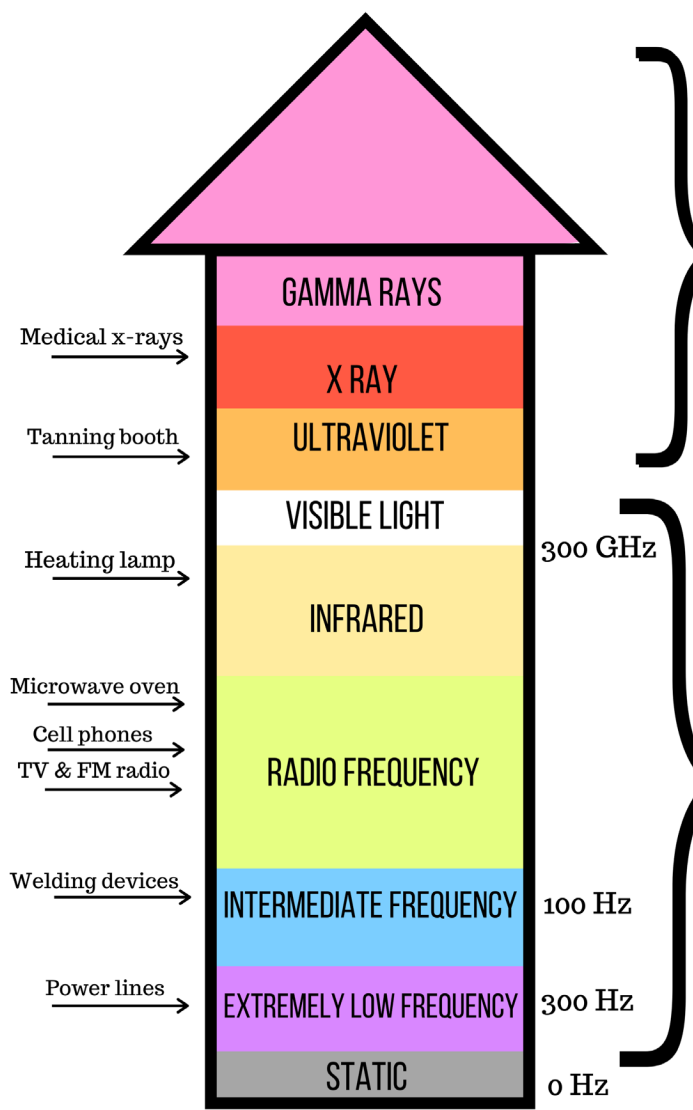 GAMMA RAYS
Medical x-rays
X RAY
Tanning booth
ULTRAVIOLET
VISIBLE LIGHT
300 GHz
Heating lamp
INFRARED
Microwave oven
Cell phones
TV & FM radio
RADIO FREQUENCY
Welding devices
INTERMEDIATE FREQUENCY
100 Hz
Power lines
EXTREMELY LOW FREQUENCY
300 Hz
STATIC
0 Hz